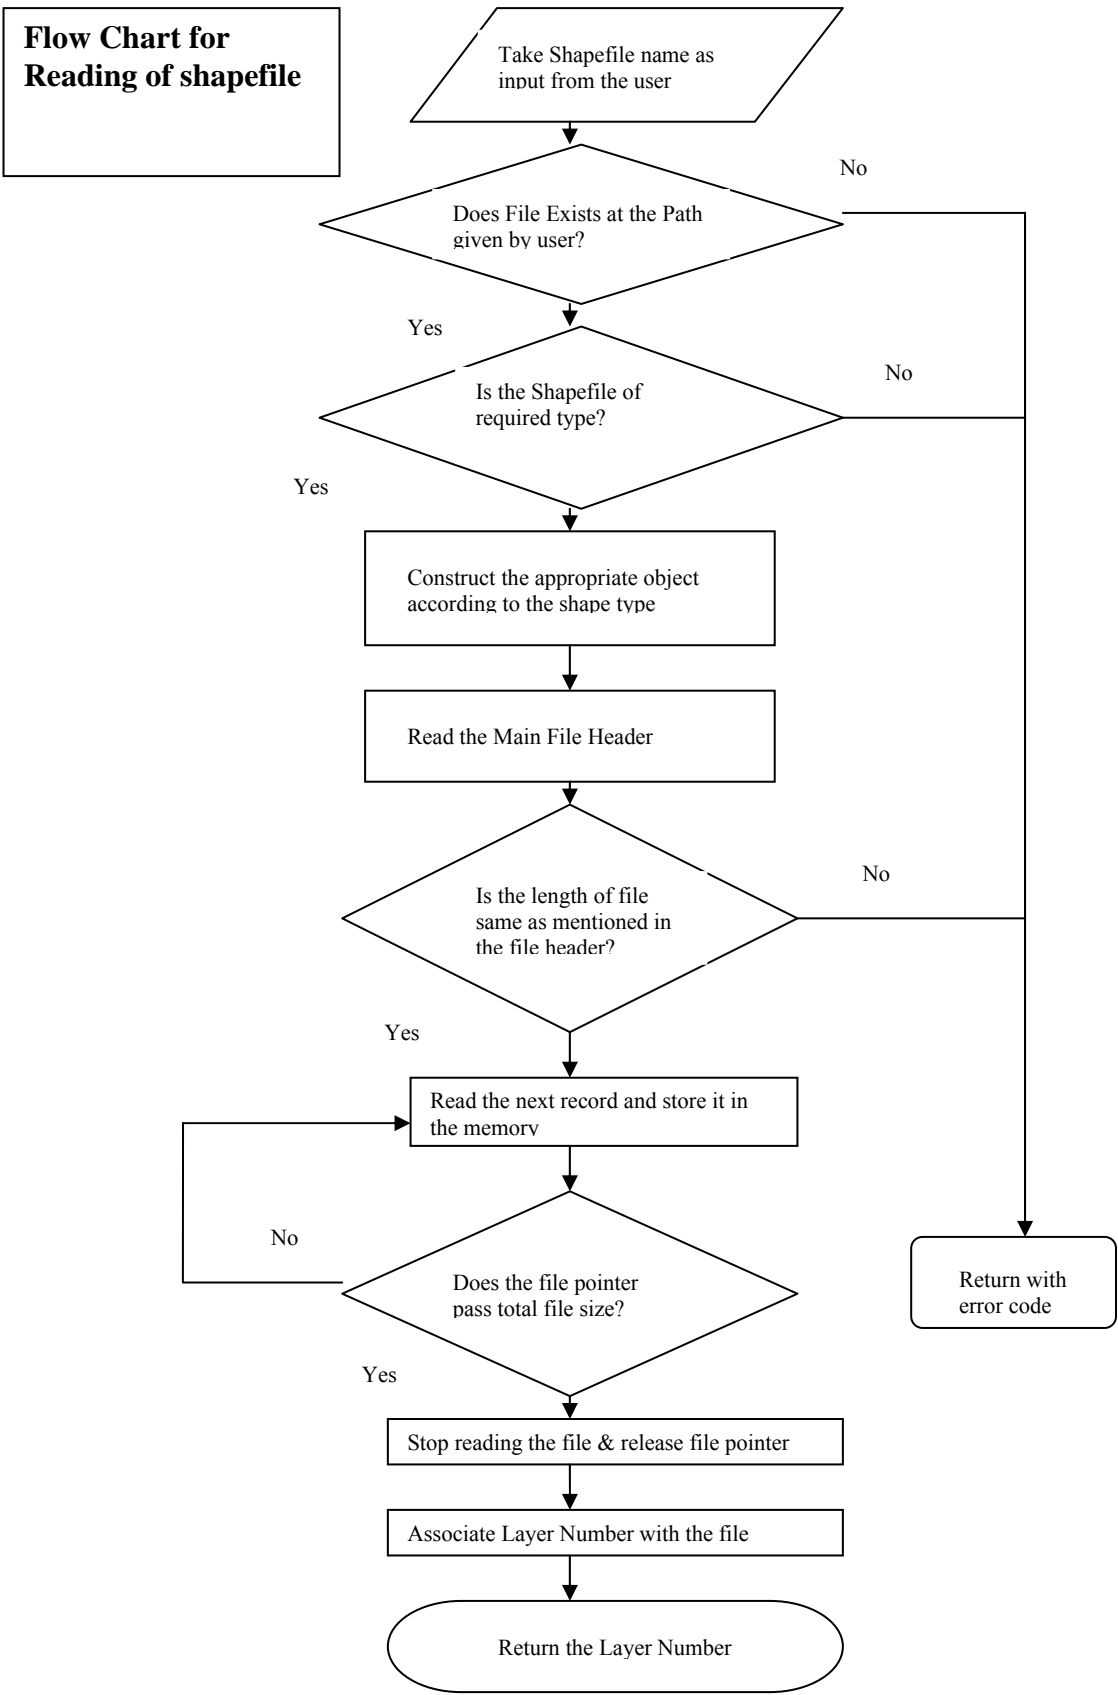 Flow Chart for
Reading of shapefile
Take Shapefile name as
input from the user
No
Does File Exists at the Path
given by user?
Yes
No
Is the Shapefile of
required type?
Yes
Construct the appropriate object
according to the shape type
Read the Main File Header
No
Is the length of file
same as mentioned in
the file header?
Yes
Read the next record and store it in
the memory
No
Does the file pointer
pass total file size?
Return with
error code
Yes
Stop reading the file & release file pointer
Associate Layer Number with the file
Return the Layer Number